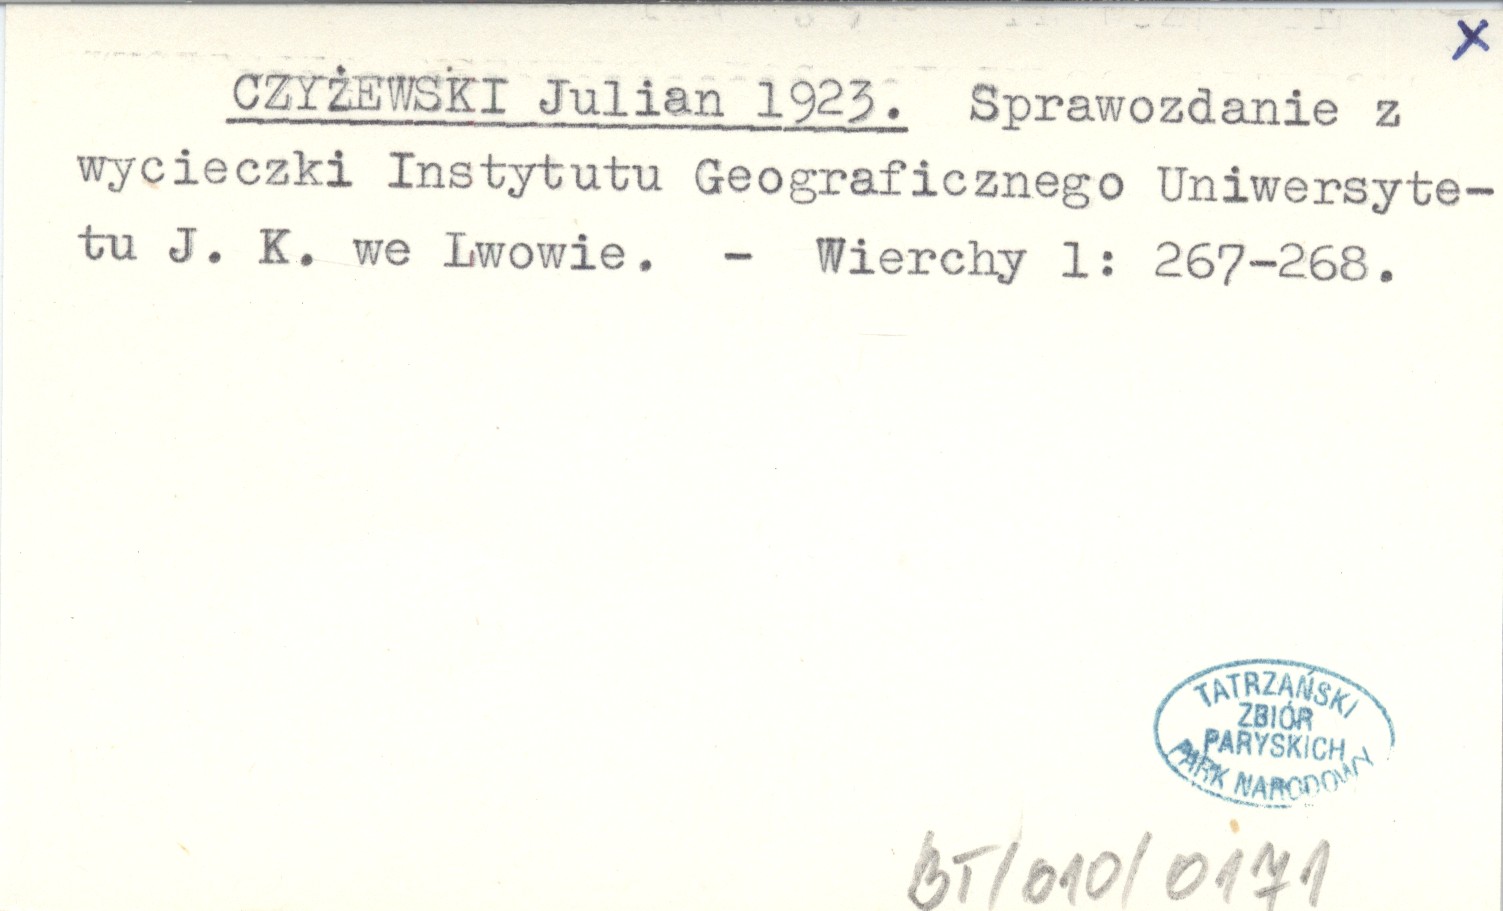 x
CZYŻEWSKI Julian 1923. Sprawozdanie z
wycieczki Instytutu Geograficznego Uniwersyte-
tu J. K. we Lwowie. - Wierchy 1: 267-268.
TATRZAŃSKI
ZBIÓR
PARYSKICH
PARK NARODOWY
BT/010/0171